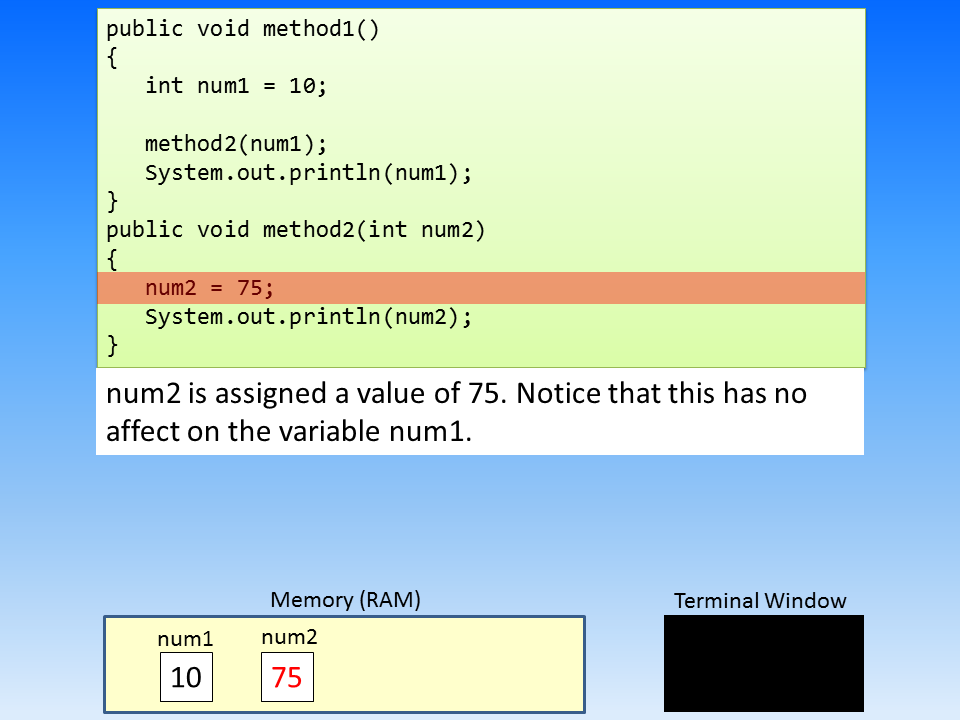 public void method1()
{
   int num1 = 10;

   method2(num1);
   System.out.println(num1);
}
public void method2(int num2)
{
   num2 = 75;
   System.out.println(num2);
}
num2 is assigned a value of 75. Notice that this has no
affect on the variable num1.
Memory (RAM)
Terminal Window
num1
num2
10
75